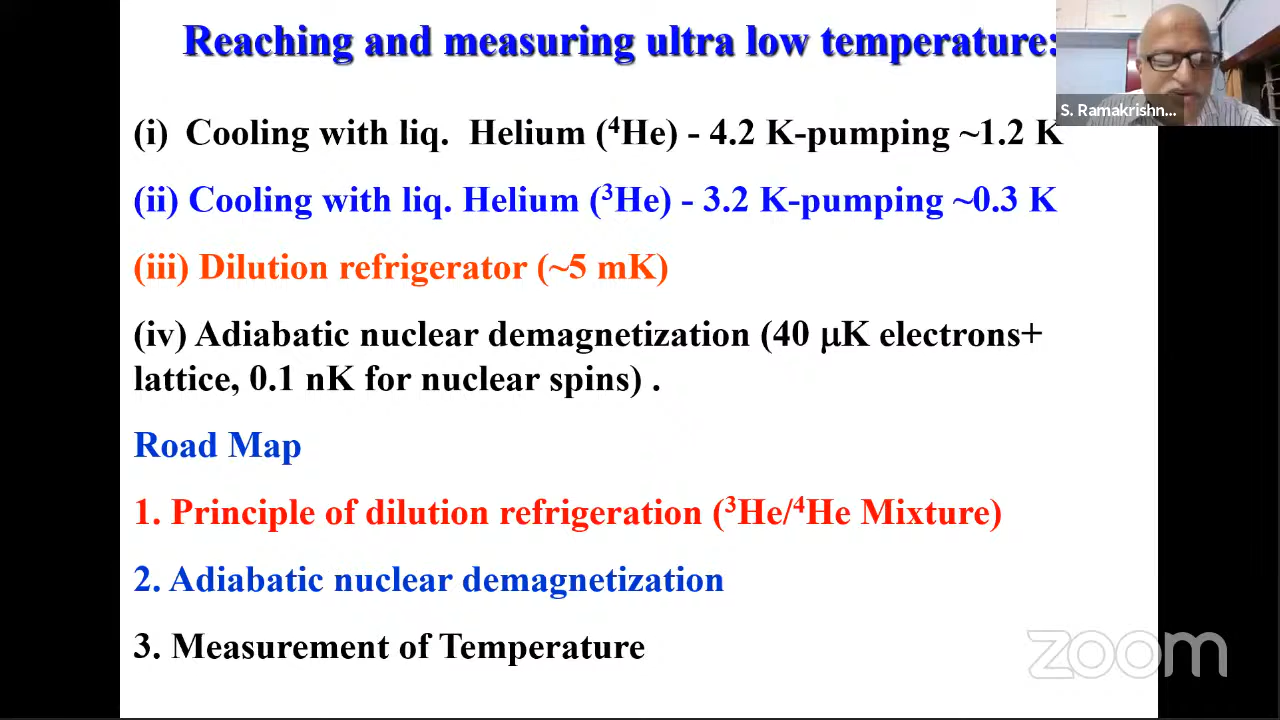 Reaching and measuring ultra low temperature:
S. Ramakrishn...
(i) Cooling with liq. Helium (⁴He) - 4.2 K-pumping ~1.2 K
(ii) Cooling with liq. Helium (³He) - 3.2 K-pumping ~0.3 K
(iii) Dilution refrigerator (~5 mK)
(iv) Adiabatic nuclear demagnetization (40 μK electrons+
lattice, 0.1 nK for nuclear spins) .
Road Map
1. Principle of dilution refrigeration (³He/⁴He Mixture)
2. Adiabatic nuclear demagnetization
3. Measurement of Temperature
zoom